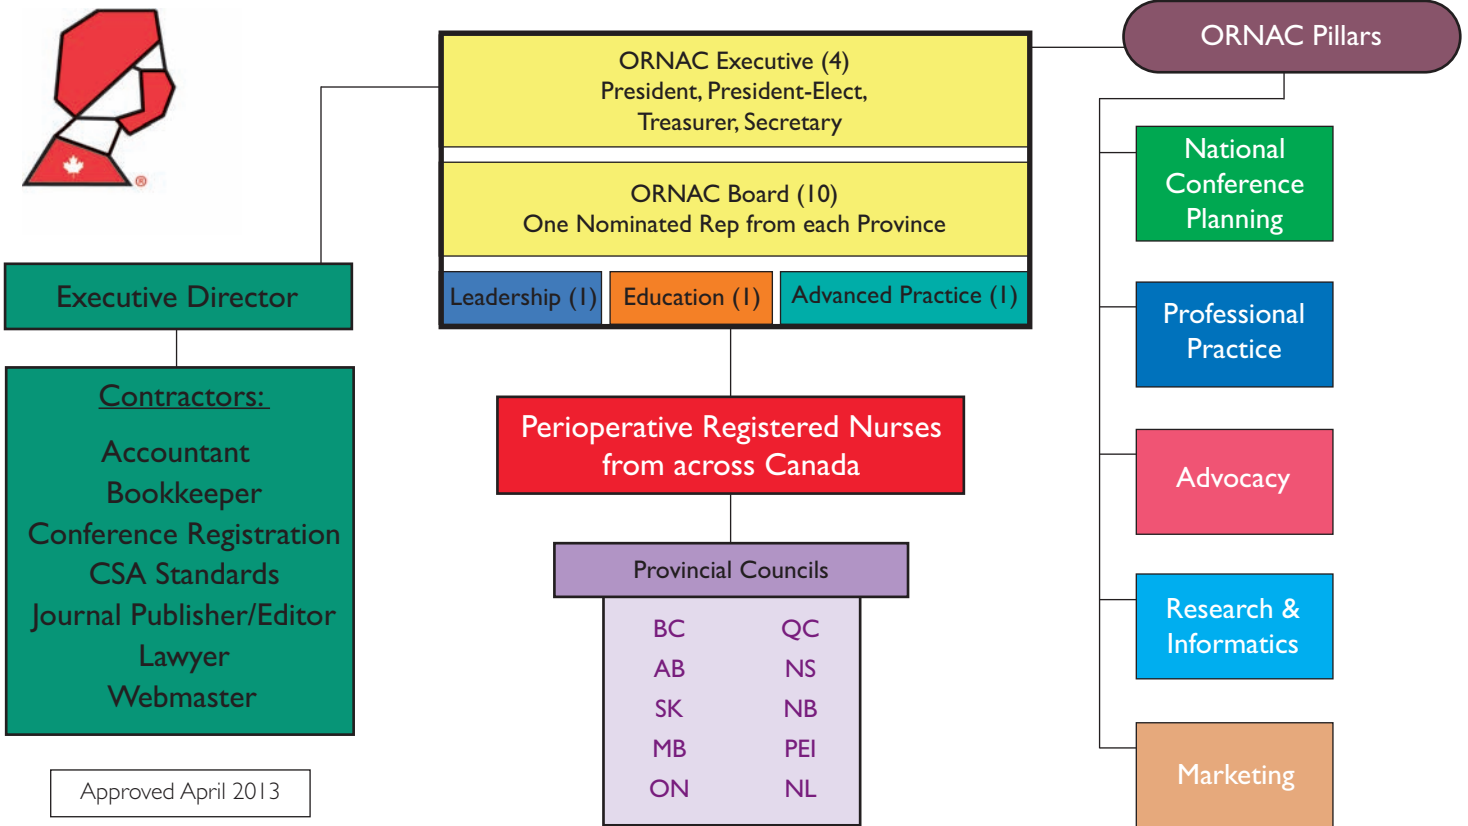 ORNAC Executive (4)
President, President-Elect,
Treasurer, Secretary
ORNAC Board (10)
One Nominated Rep from each Province
Leadership (1)
Education (1)
Advanced Practice (1)
Executive Director
Contractors:
Accountant
Bookkeeper
Conference Registration
CSA Standards
Journal Publisher/Editor
Lawyer
Webmaster
Approved April 2013
Perioperative Registered Nurses
from across Canada
Provincial Councils
BC
AB
SK
MB
ON
QC
NS
NB
PEI
NL
ORNAC Pillars
National
Conference
Planning
Professional
Practice
Advocacy
Research &
Informatics
Marketing
®